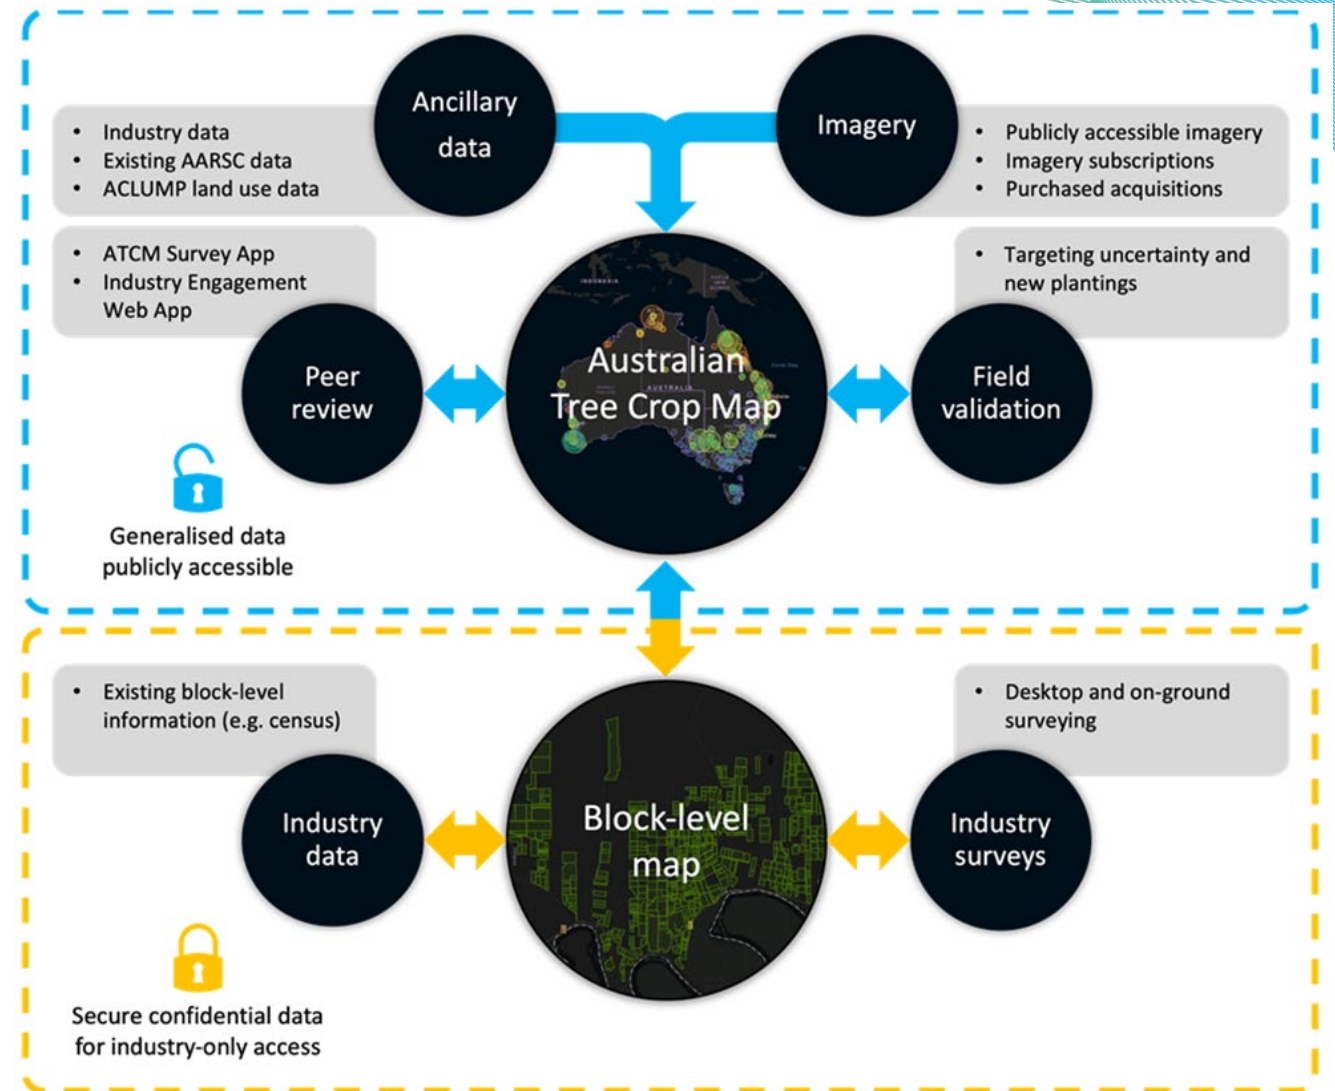 Ancillary
data
Imagery
• Industry data
• Existing AARSC data
• ACLUMP land use data
• Publicly accessible imagery
• Imagery subscriptions
• Purchased acquisitions
• ATCM Survey App
• Industry Engagement
Web App
• Targeting uncertainty and
new plantings
INDONESIA
AUSTRALIA
Australian
Tree Crop Map
Peer
review
Field
validation
Generalised data
publicly accessible
• Existing block-level
information (e.g. census)
• Desktop and on-ground
surveying
Industry
data
Block-level
map
Industry
surveys
Secure confidential data
for industry-only access